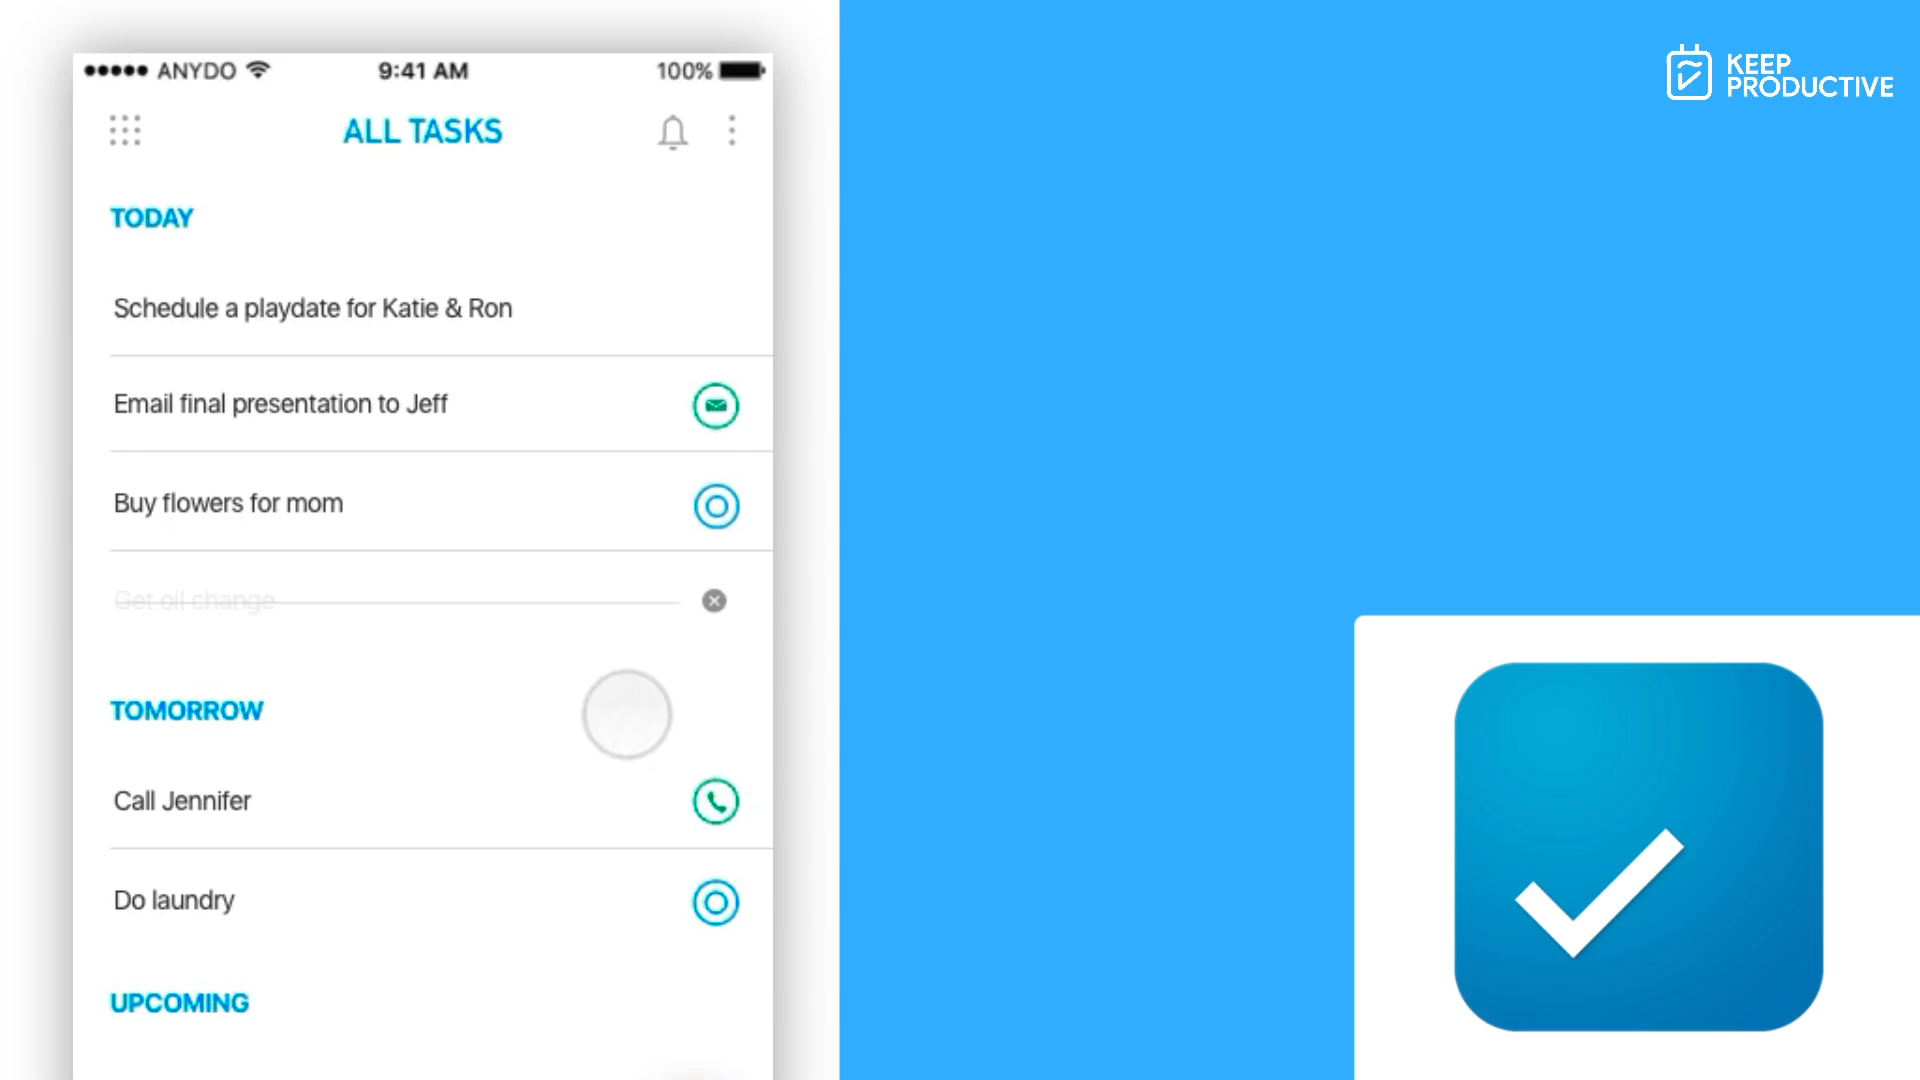 ANYDO 9:41 AM 100%
ALL TASKS
TODAY
Schedule a playdate for Katie & Ron
Email final presentation to Jeff
Buy flowers for mom
Get oil change
TOMORROW
Call Jennifer
Do laundry
UPCOMING
KEEP
PRODUCTIVE